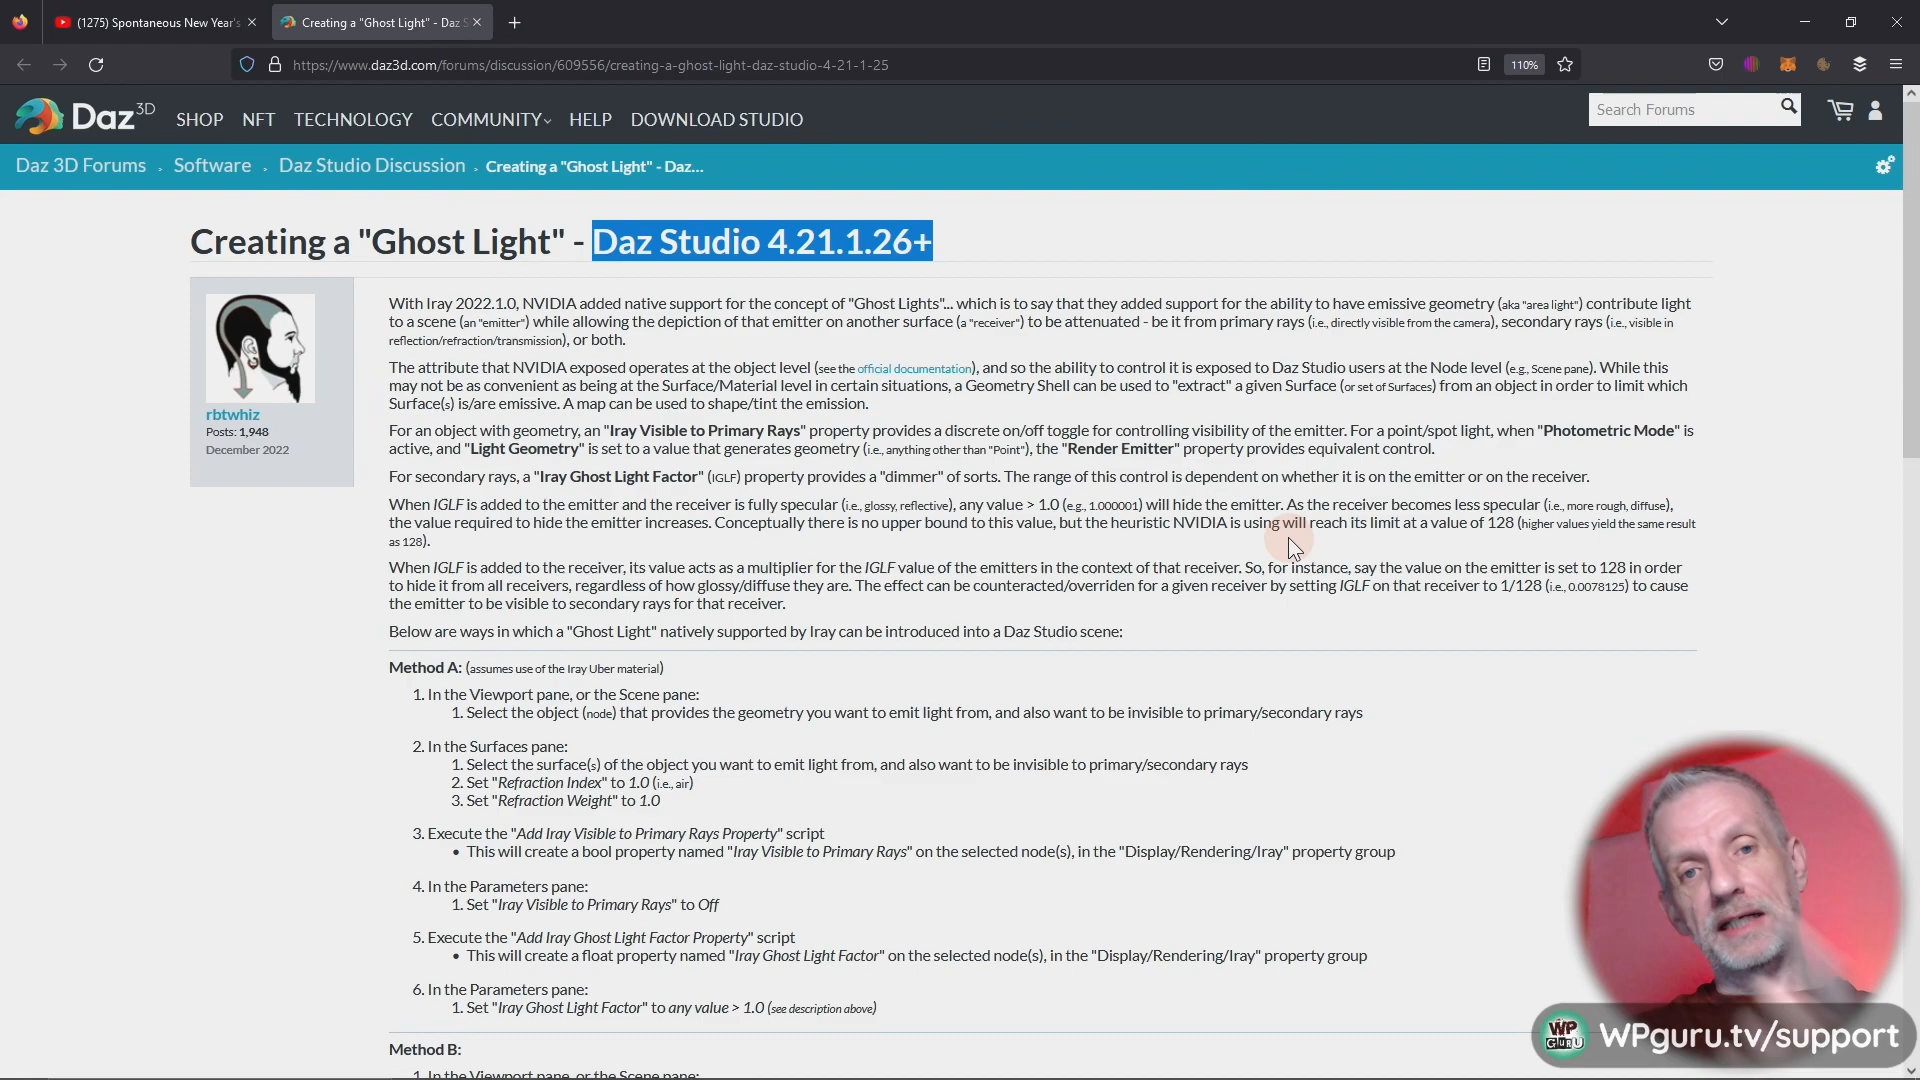 (1275) Spontaneous New Year's
Creating a "Ghost Light" - Daz S
https://www.daz3d.com/forums/discussion/609556/creating-a-ghost-light-daz-studio-4-21-1-25
110%
Daz 3D
SHOP NFT TECHNOLOGY COMMUNITY HELP DOWNLOAD STUDIO
Search Forums
Daz 3D Forums . Software . Daz Studio Discussion . Creating a "Ghost Light" - Daz...
Creating a "Ghost Light" - Daz Studio 4.21.1.26+
rbtwhiz
Posts: 1,948
December 2022
With Iray 2022.1.0, NVIDIA added native support for the concept of "Ghost Lights"... which is to say that they added support for the ability to have emissive geometry (aka "area light") contribute light
to a scene (an "emitter") while allowing the depiction of that emitter on another surface (a "receiver") to be attenuated - be it from primary rays (i.e., directly visible from the camera), secondary rays (i.e., visible in
reflection/refraction/transmission), or both.
The attribute that NVIDIA exposed operates at the object level (see the official documentation), and so the ability to control it is exposed to Daz Studio users at the Node level (e.g., Scene pane). While this
may not be as convenient as being at the Surface/Material level in certain situations, a Geometry Shell can be used to "extract" a given Surface (or set of Surfaces) from an object in order to limit which
Surface(s) is/are emissive. A map can be used to shape/tint the emission.
For an object with geometry, an "Iray Visible to Primary Rays" property provides a discrete on/off toggle for controlling visibility of the emitter. For a point/spot light, when "Photometric Mode" is
active, and "Light Geometry" is set to a value that generates geometry (i.e., anything other than "Point"), the "Render Emitter" property provides equivalent control.
For secondary rays, a "Iray Ghost Light Factor" (IGLF) property provides a "dimmer" of sorts. The range of this control is dependent on whether it is on the emitter or on the receiver.
When IGLF is added to the emitter and the receiver is fully specular (i.e., glossy, reflective), any value > 1.0 (e.g., 1.000001) will hide the emitter. As the receiver becomes less specular (i.e., more rough, diffuse),
the value required to hide the emitter increases. Conceptually there is no upper bound to this value, but the heuristic NVIDIA is using will reach its limit at a value of 128 (higher values yield the same result
as 128).
When IGLF is added to the receiver, its value acts as a multiplier for the IGLF value of the emitters in the context of that receiver. So, for instance, say the value on the emitter is set to 128 in order
to hide it from all receivers, regardless of how glossy/diffuse they are. The effect can be counteracted/overriden for a given receiver by setting IGLF on that receiver to 1/128 (i.e., 0.0078125) to cause
the emitter to be visible to secondary rays for that receiver.
Below are ways in which a "Ghost Light" natively supported by Iray can be introduced into a Daz Studio scene:
Method A: (assumes use of the Iray Uber material)
1. In the Viewport pane, or the Scene pane:
1. Select the object (node) that provides the geometry you want to emit light from, and also want to be invisible to primary/secondary rays
2. In the Surfaces pane:
1. Select the surface(s) of the object you want to emit light from, and also want to be invisible to primary/secondary rays
2. Set "Refraction Index" to 1.0 (i.e., air)
3. Set "Refraction Weight" to 1.0
3. Execute the "Add Iray Visible to Primary Rays Property" script
• This will create a bool property named "Iray Visible to Primary Rays" on the selected node(s), in the "Display/Rendering/Iray" property group
4. In the Parameters pane:
1. Set "Iray Visible to Primary Rays" to Off
5. Execute the "Add Iray Ghost Light Factor Property" script
• This will create a float property named "Iray Ghost Light Factor" on the selected node(s), in the "Display/Rendering/Iray" property group
6. In the Parameters pane:
1. Set "Iray Ghost Light Factor" to any value > 1.0 (see description above)
Method B:
1. In the Viewport pane, or the Scene pane:
WP GURU WPguru.tv/support